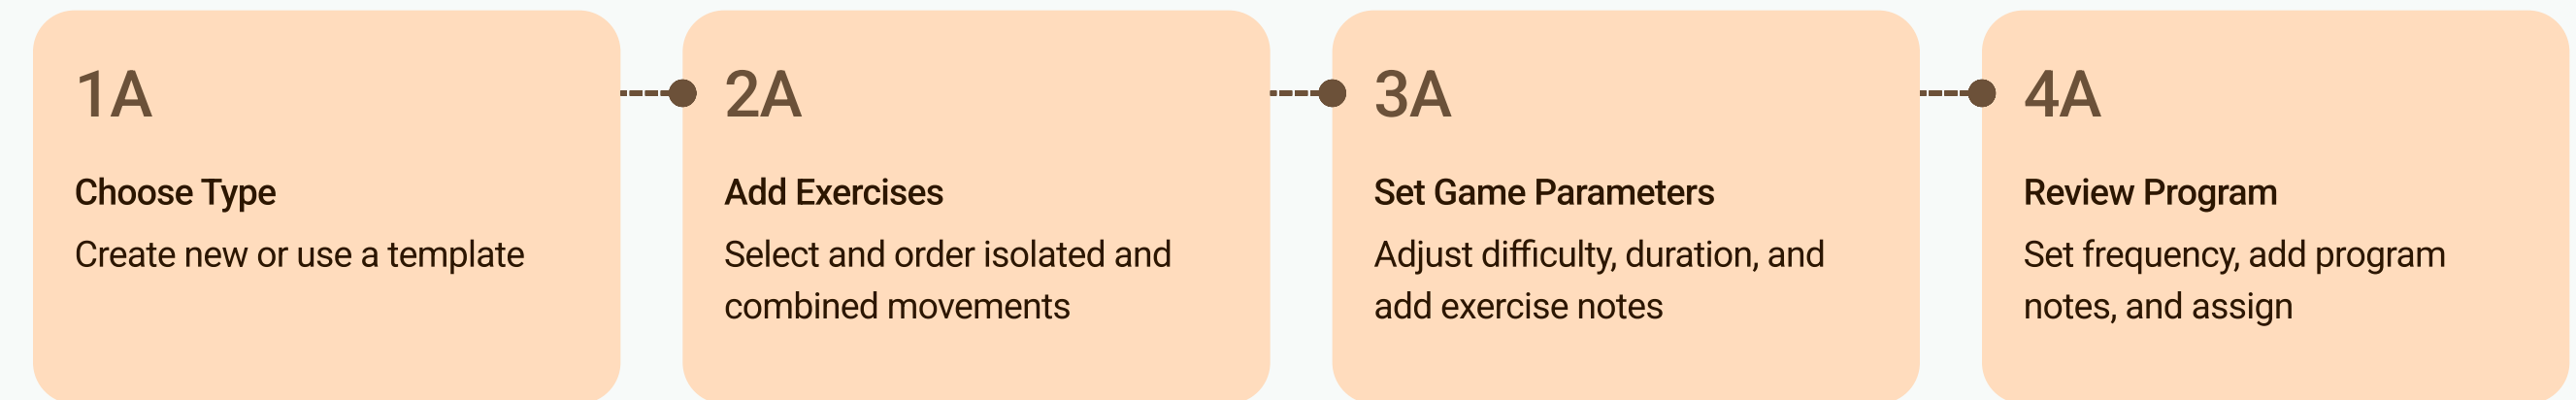 1A
Choose Type
Create new or use a template
2A
Add Exercises
Select and order isolated and
combined movements
3A
Set Game Parameters
Adjust difficulty, duration, and
add exercise notes
4A
Review Program
Set frequency, add program
notes, and assign